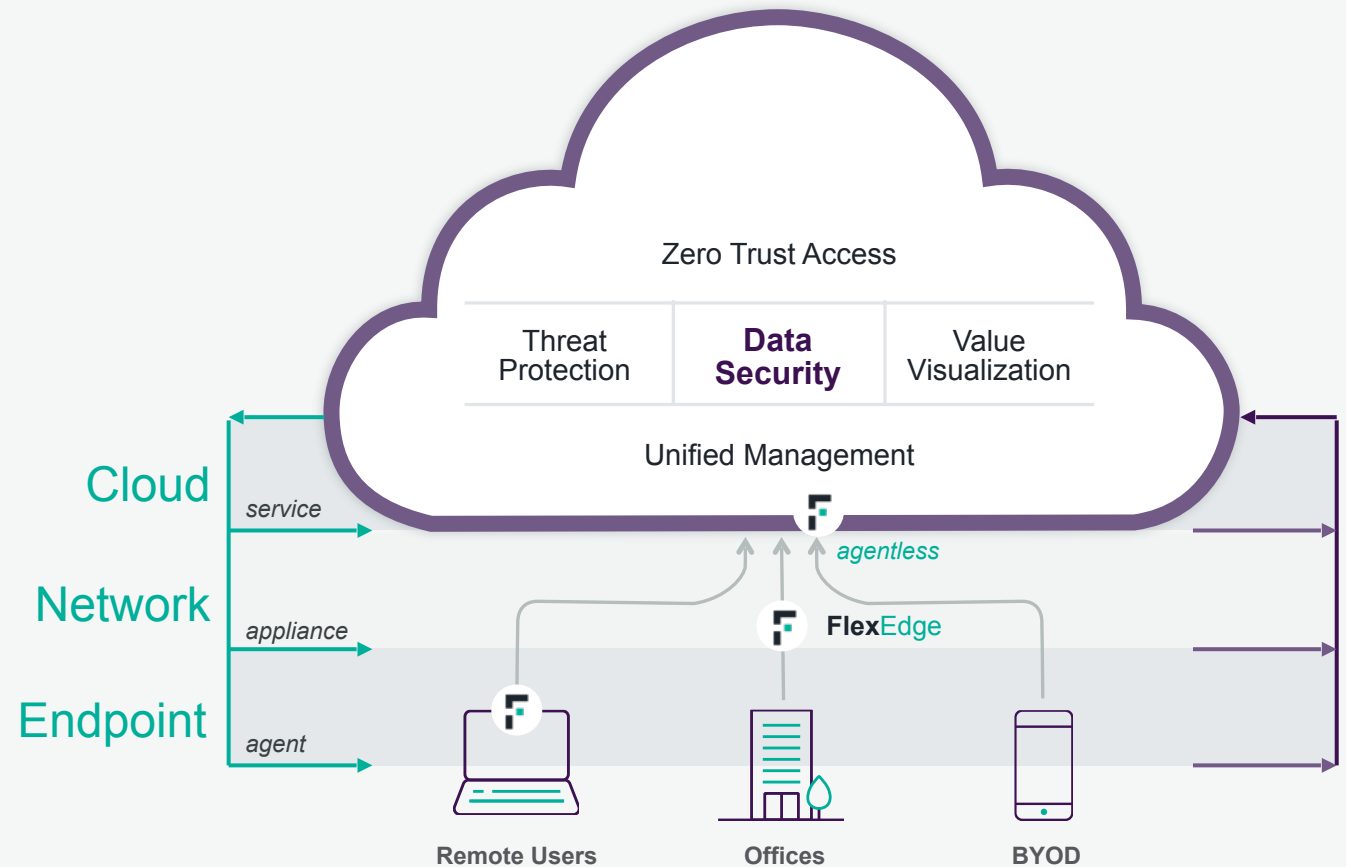 Zero Trust Access
Threat
Protection
Data
Security
Value
Visualization
Unified Management
Cloud
service
agentless
Network
appliance
FlexEdge
Endpoint
agent
Remote Users
Offices
BYOD